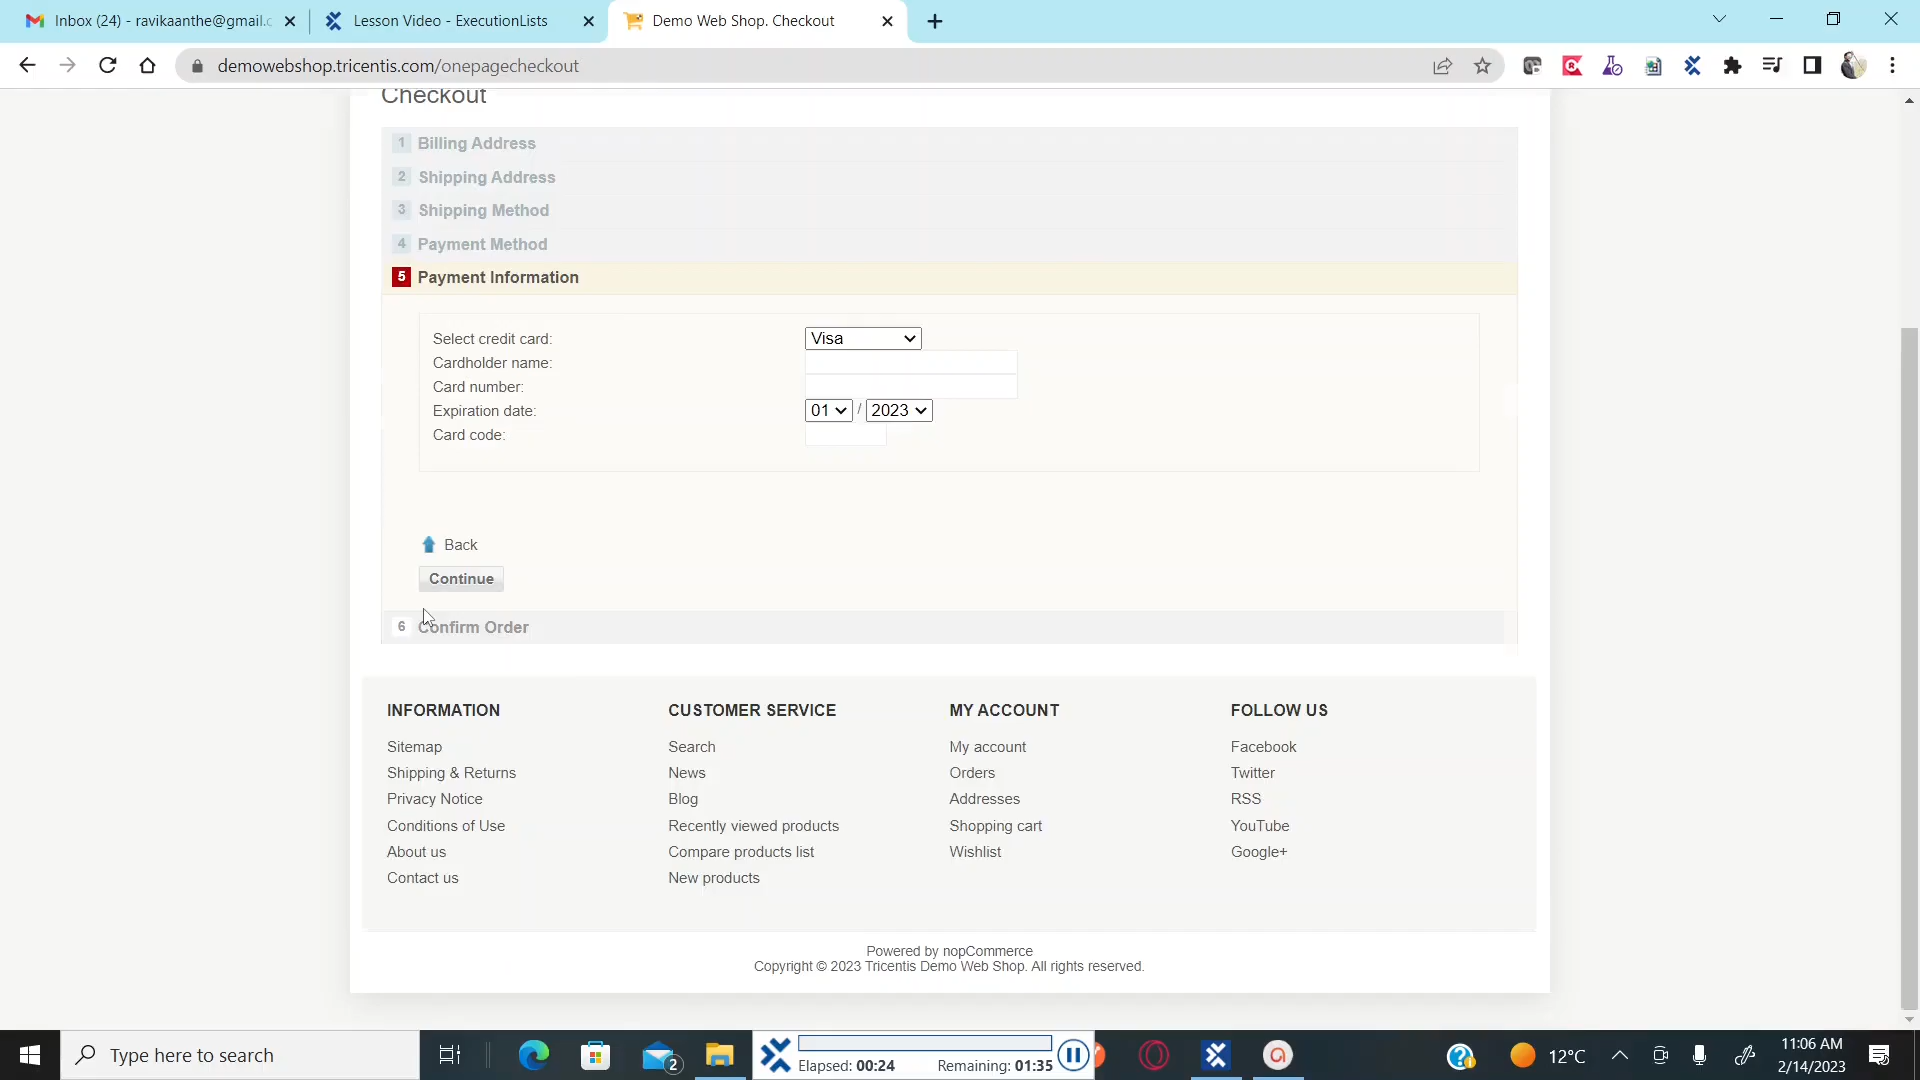 Inbox (24) - ravikaanthe@gmail.c
Lesson Video - ExecutionLists
Demo Web Shop. Checkout
demowebshop.tricentis.com/onepagecheckout
Checkout
1 Billing Address
2 Shipping Address
3 Shipping Method
4 Payment Method
5 Payment Information
Select credit card: Visa
Cardholder name:
Card number:
Expiration date: 01 / 2023
Card code:
Back
Continue
6 Confirm Order
INFORMATION
Sitemap
Shipping & Returns
Privacy Notice
Conditions of Use
About us
Contact us
CUSTOMER SERVICE
Search
News
Blog
Recently viewed products
Compare products list
New products
MY ACCOUNT
My account
Orders
Addresses
Shopping cart
Wishlist
FOLLOW US
Facebook
Twitter
RSS
YouTube
Google+
Powered by nopCommerce
Copyright © 2023 Tricentis Demo Web Shop. All rights reserved.
Type here to search
2
Elapsed: 00:24 Remaining: 01:35
12°C
11:06 AM
2/14/2023